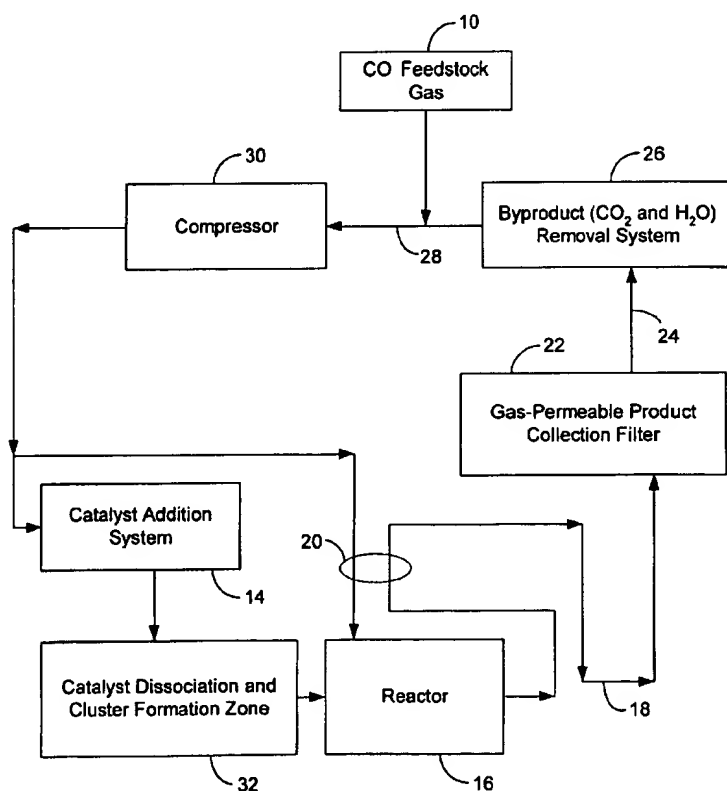 10
CO Feedstock
Gas
30
Compressor
26
Byproduct (CO₂ and H₂O)
Removal System
28
24
22
Gas-Permeable Product
Collection Filter
Catalyst Addition
System
14
20
18
Catalyst Dissociation and
Cluster Formation Zone
32
Reactor
16